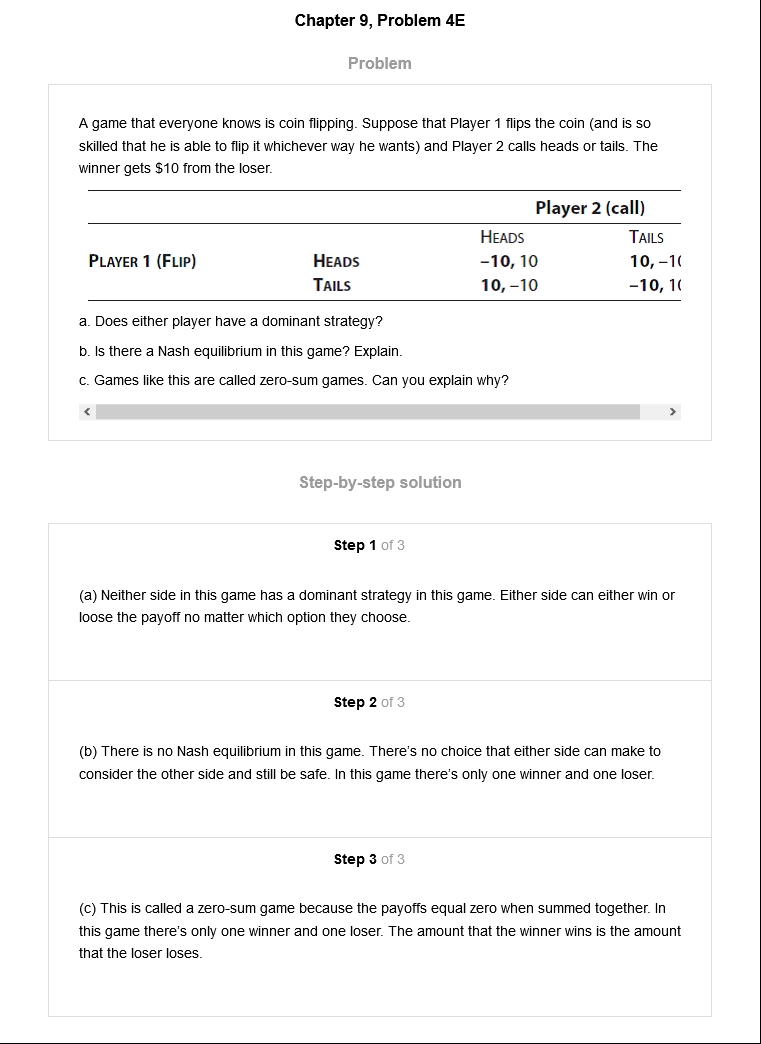 Chapter 9, Problem 4E
Problem
A game that everyone knows is coin flipping. Suppose that Player 1 flips the coin (and is so
skilled that he is able to flip it whichever way he wants) and Player 2 calls heads or tails. The
winner gets $10 from the loser.
Player 2 (call)
HEADS TAILS
PLAYER 1 (FLIP) HEADS −10, 10 10, −1
TAILS 10, −10 −10, 1
a. Does either player have a dominant strategy?
b. Is there a Nash equilibrium in this game? Explain.
c. Games like this are called zero-sum games. Can you explain why?
Step-by-step solution
Step 1 of 3
(a) Neither side in this game has a dominant strategy in this game. Either side can either win or
loose the payoff no matter which option they choose.
Step 2 of 3
(b) There is no Nash equilibrium in this game. There's no choice that either side can make to
consider the other side and still be safe. In this game there's only one winner and one loser.
Step 3 of 3
(c) This is called a zero-sum game because the payoffs equal zero when summed together. In
this game there's only one winner and one loser. The amount that the winner wins is the amount
that the loser loses.